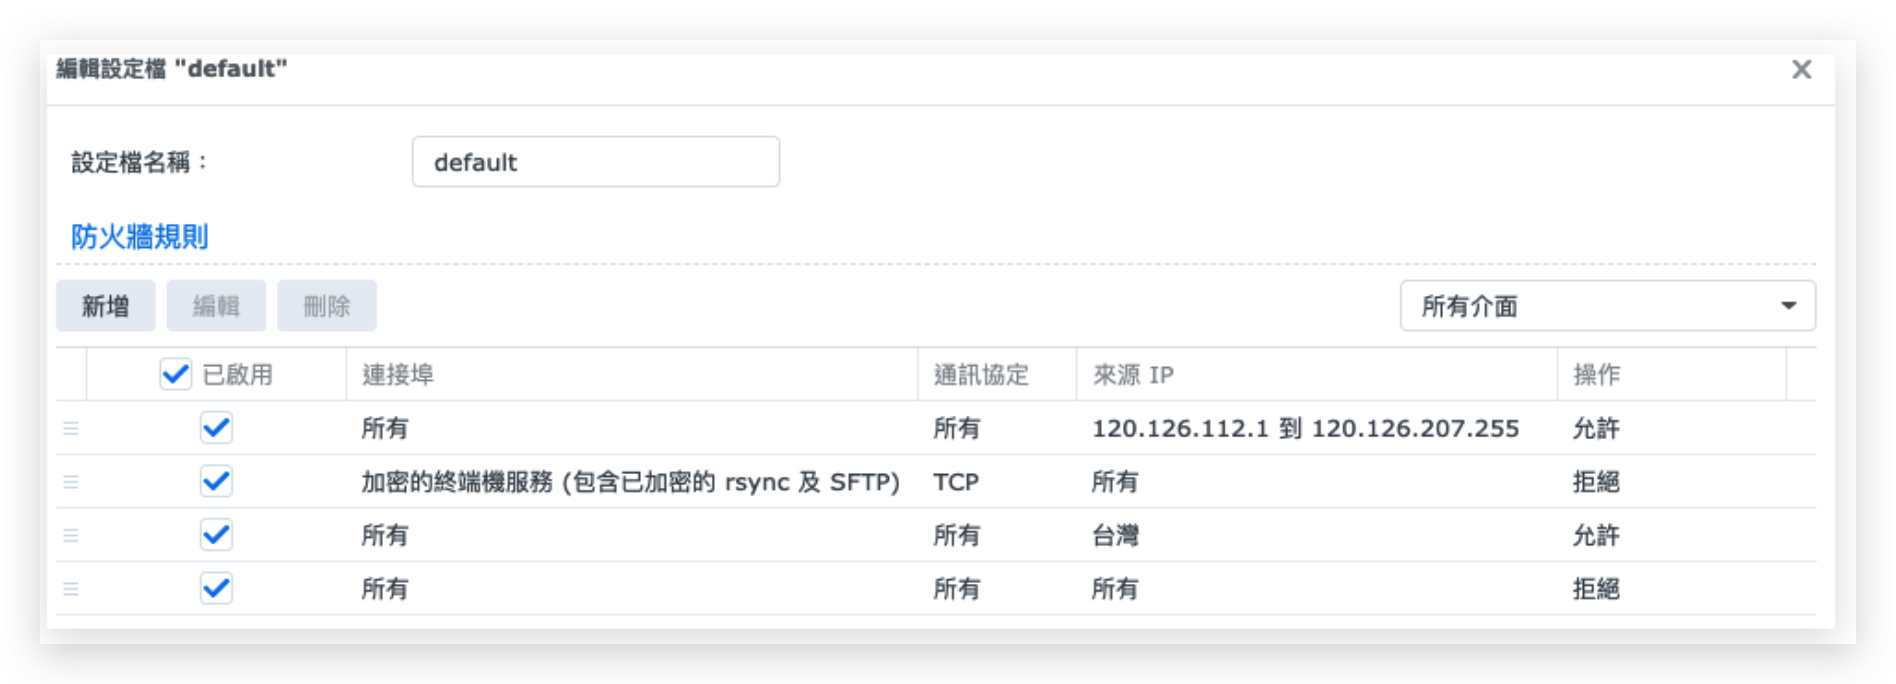 編輯設定檔 "default"
設定檔名稱：
default
防火牆規則
新增 編輯 刪除 所有介面
已啟用 連接埠 通訊協定 來源 IP 操作
所有 所有 120.126.112.1 到 120.126.207.255 允許
加密的終端機服務 (包含已加密的 rsync 及 SFTP) TCP 所有 拒絕
所有 所有 台灣 允許
所有 所有 所有 拒絕